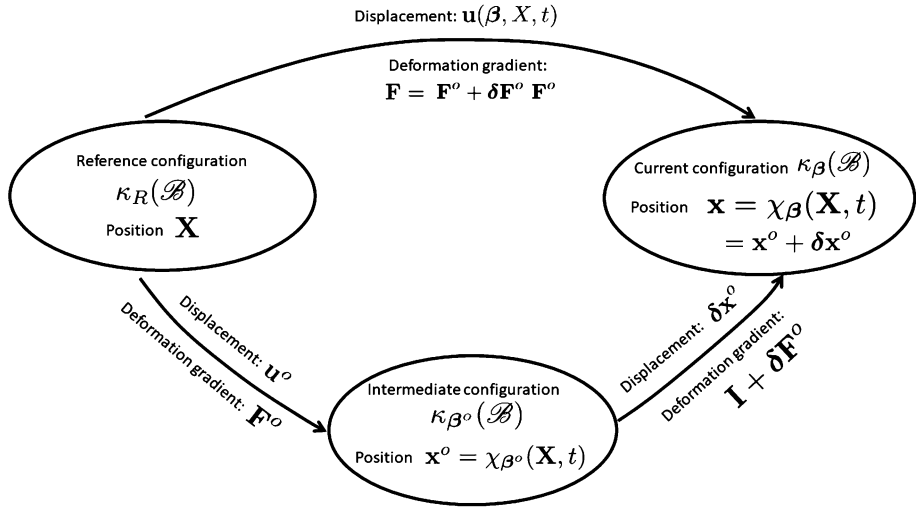 Displacement: u(β, X, t)
Deformation gradient:
F = F^o + δF^o F^o
Reference configuration
κ_R(ℬ)
Position X
Current configuration κ_β(ℬ)
Position x = χ_β(X, t)
= x^o + δx^o
Displacement: u^o
Deformation gradient: F^o
Intermediate configuration
κ_β^o(ℬ)
Position x^o = χ_β^o(X, t)
Displacement: δx^o
Deformation gradient: I + δF^o